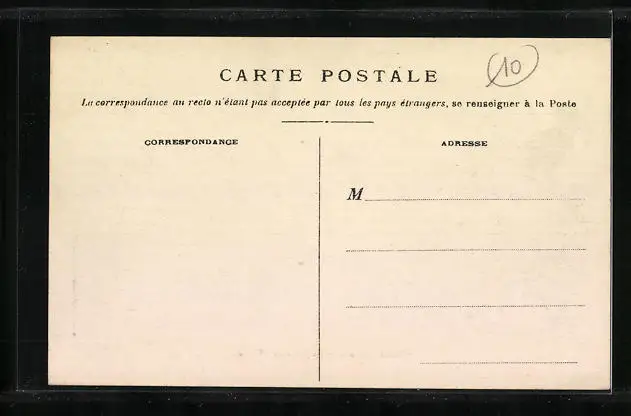 CARTE POSTALE
10
La correspondance au recto n'étant pas acceptée par tous les pays étrangers, se renseigner à la Poste
CORRESPONDANCE
ADRESSE
M